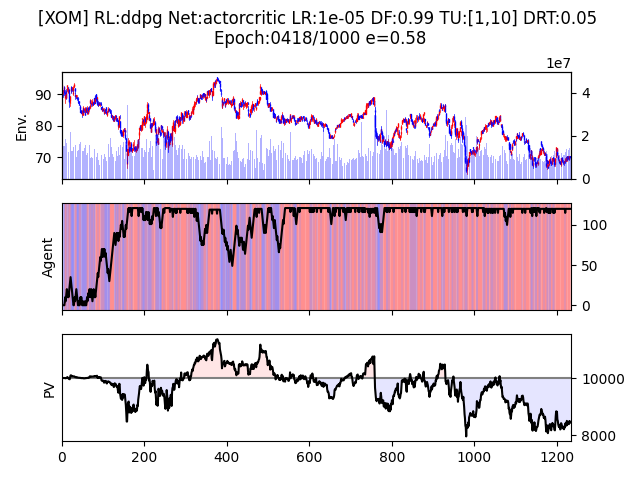 [XOM] RL:ddpg Net:actorcritic LR:1e-05 DF:0.99 TU:[1,10] DRT:0.05
Epoch:0418/1000 e=0.58
1e7
Env.
90
80
70
4
2
0
Agent
100
50
0
PV
10000
8000
0 200 400 600 800 1000 1200